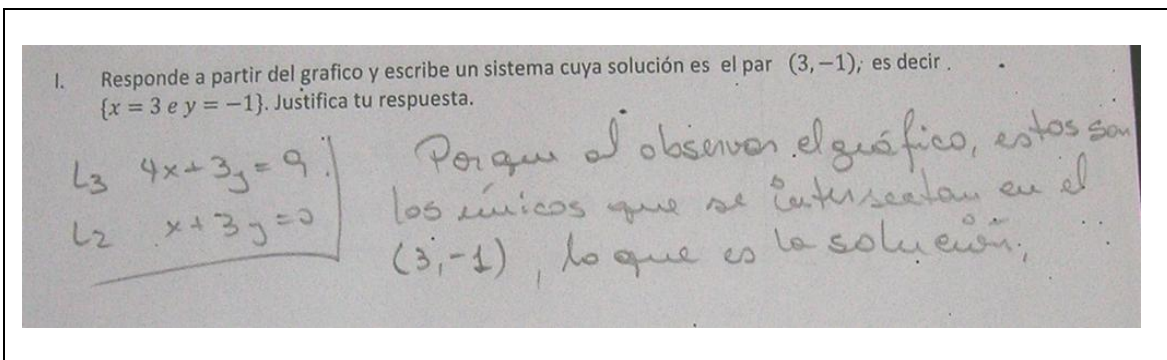 I. Responde a partir del grafico y escribe un sistema cuya solución es el par (3,−1); es decir.
{x = 3 e y = −1}. Justifica tu respuesta.
L3 4x+3y=9
L2 x+3y=0
Porque al observar el gráfico, estos son
los únicos que se intersectan en el
(3,-1), lo que es la solución.